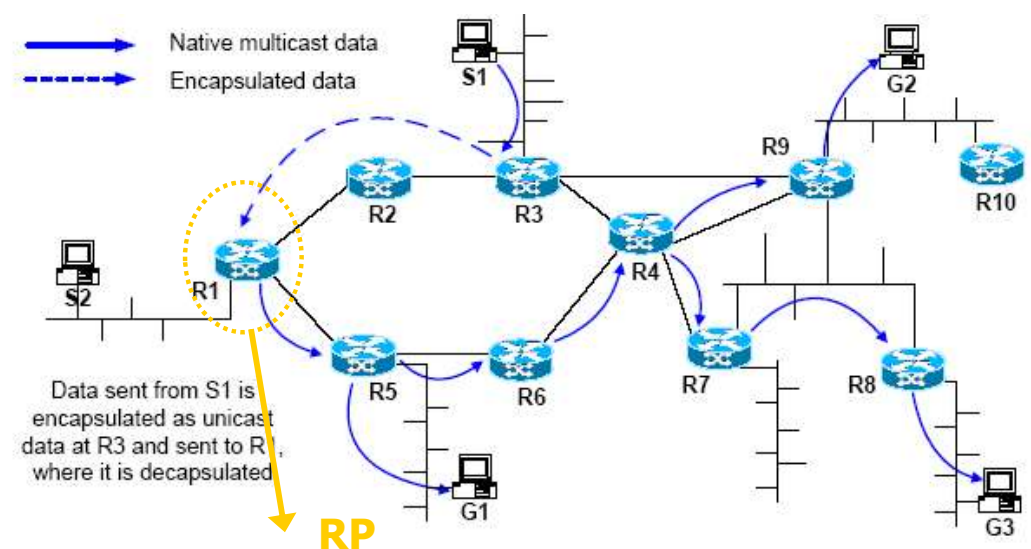 Native multicast data
Encapsulated data
S1
G2
R9
R2
R3
R10
R4
S2
R1
R5
R6
R7
R8
Data sent from S1 is
encapsulated as unicast
data at R3 and sent to R1,
where it is decapsulated
G1
G3
RP